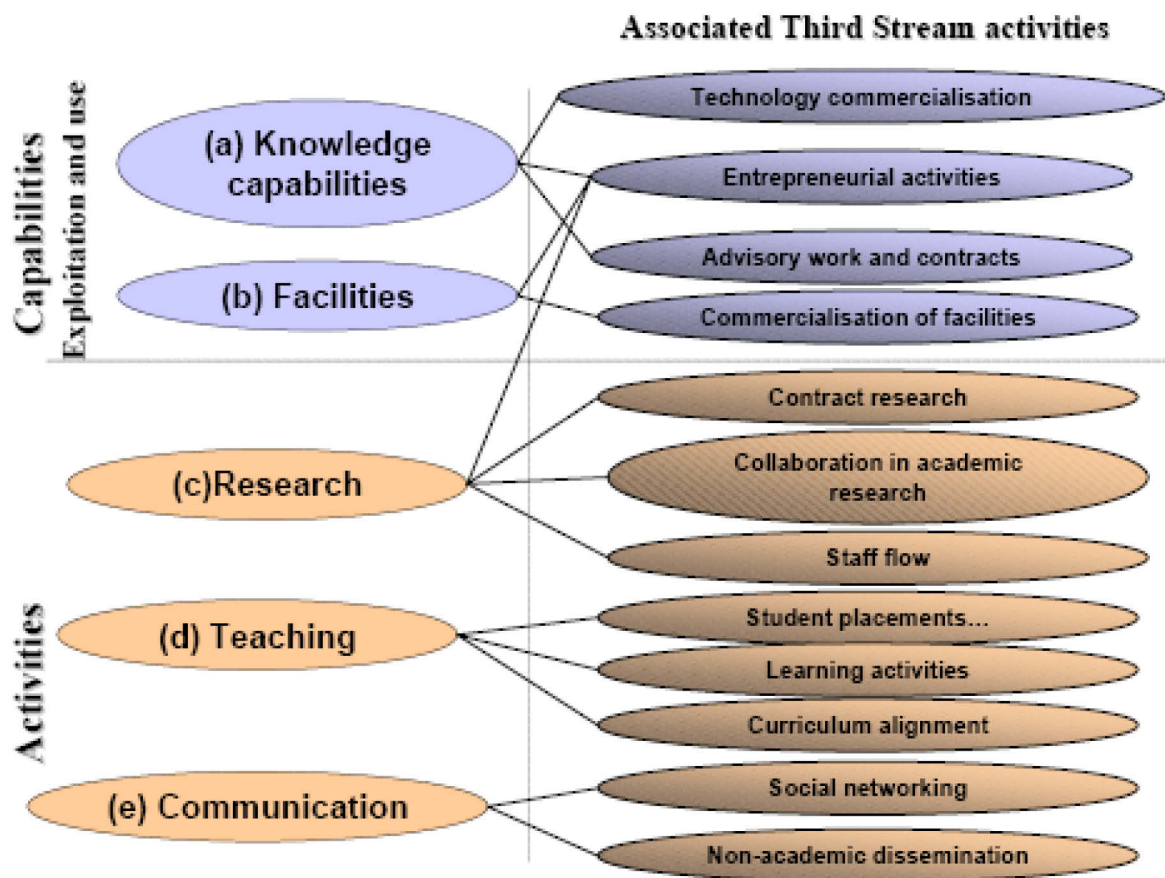 Associated Third Stream activities
Capabilities
Exploitation and use
(a) Knowledge
capabilities
(b) Facilities
Technology commercialisation
Entrepreneurial activities
Advisory work and contracts
Commercialisation of facilities
Activities
(c)Research
(d) Teaching
(e) Communication
Contract research
Collaboration in academic
research
Staff flow
Student placements...
Learning activities
Curriculum alignment
Social networking
Non-academic dissemination